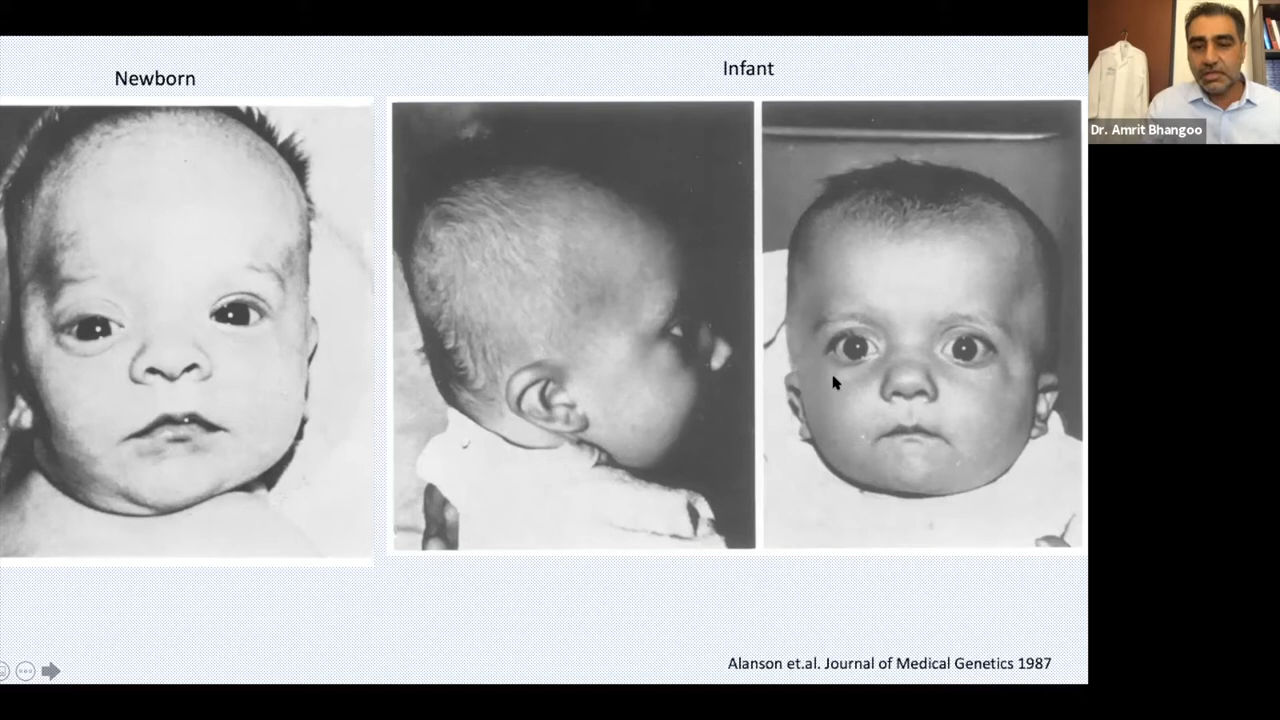 Newborn
Infant
Dr. Amrit Bhangoo
Alanson et.al. Journal of Medical Genetics 1987